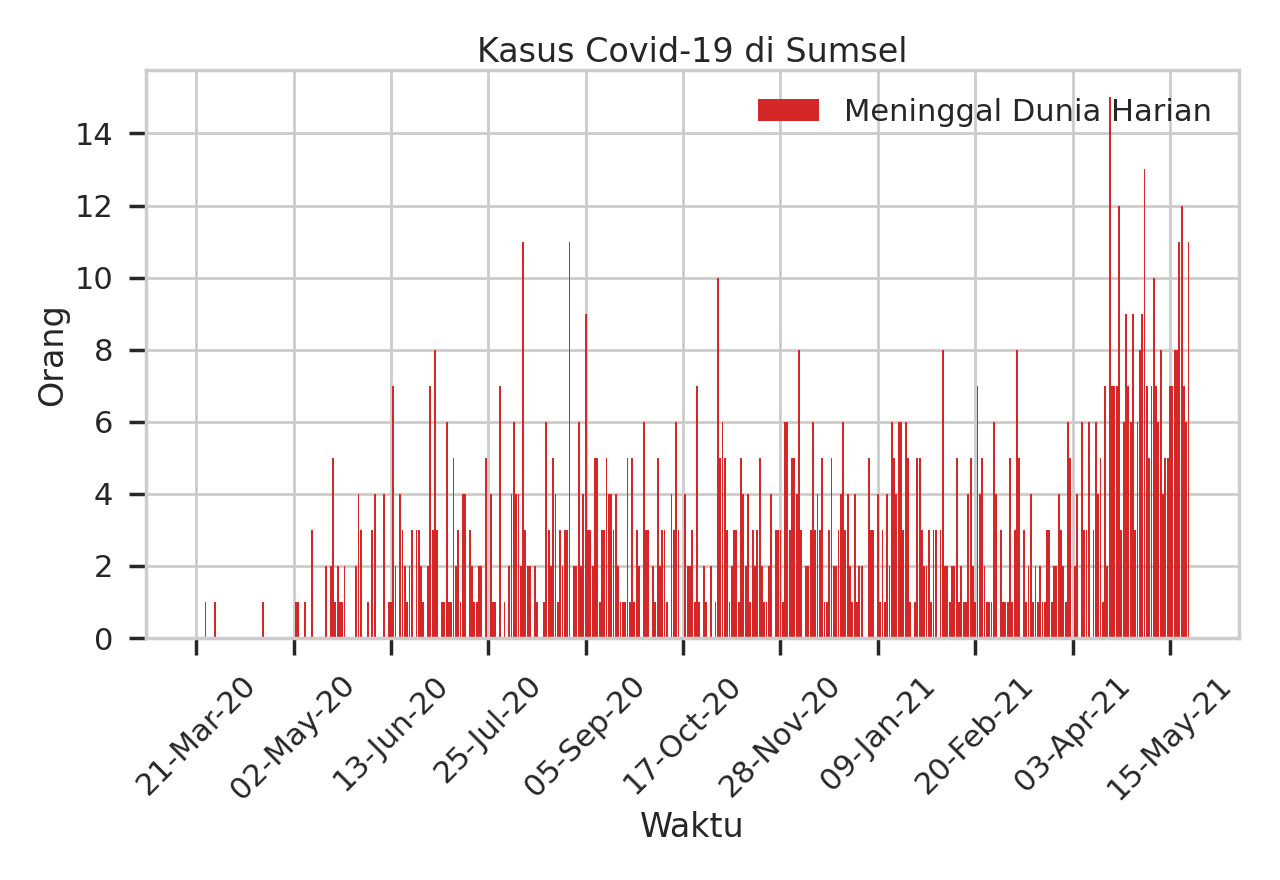 Kasus Covid-19 di Sumsel
Meninggal Dunia Harian
Orang
14
12
10
8
6
4
2
0
21-Mar-20
02-May-20
13-Jun-20
25-Jul-20
05-Sep-20
17-Oct-20
28-Nov-20
09-Jan-21
20-Feb-21
03-Apr-21
15-May-21
Waktu